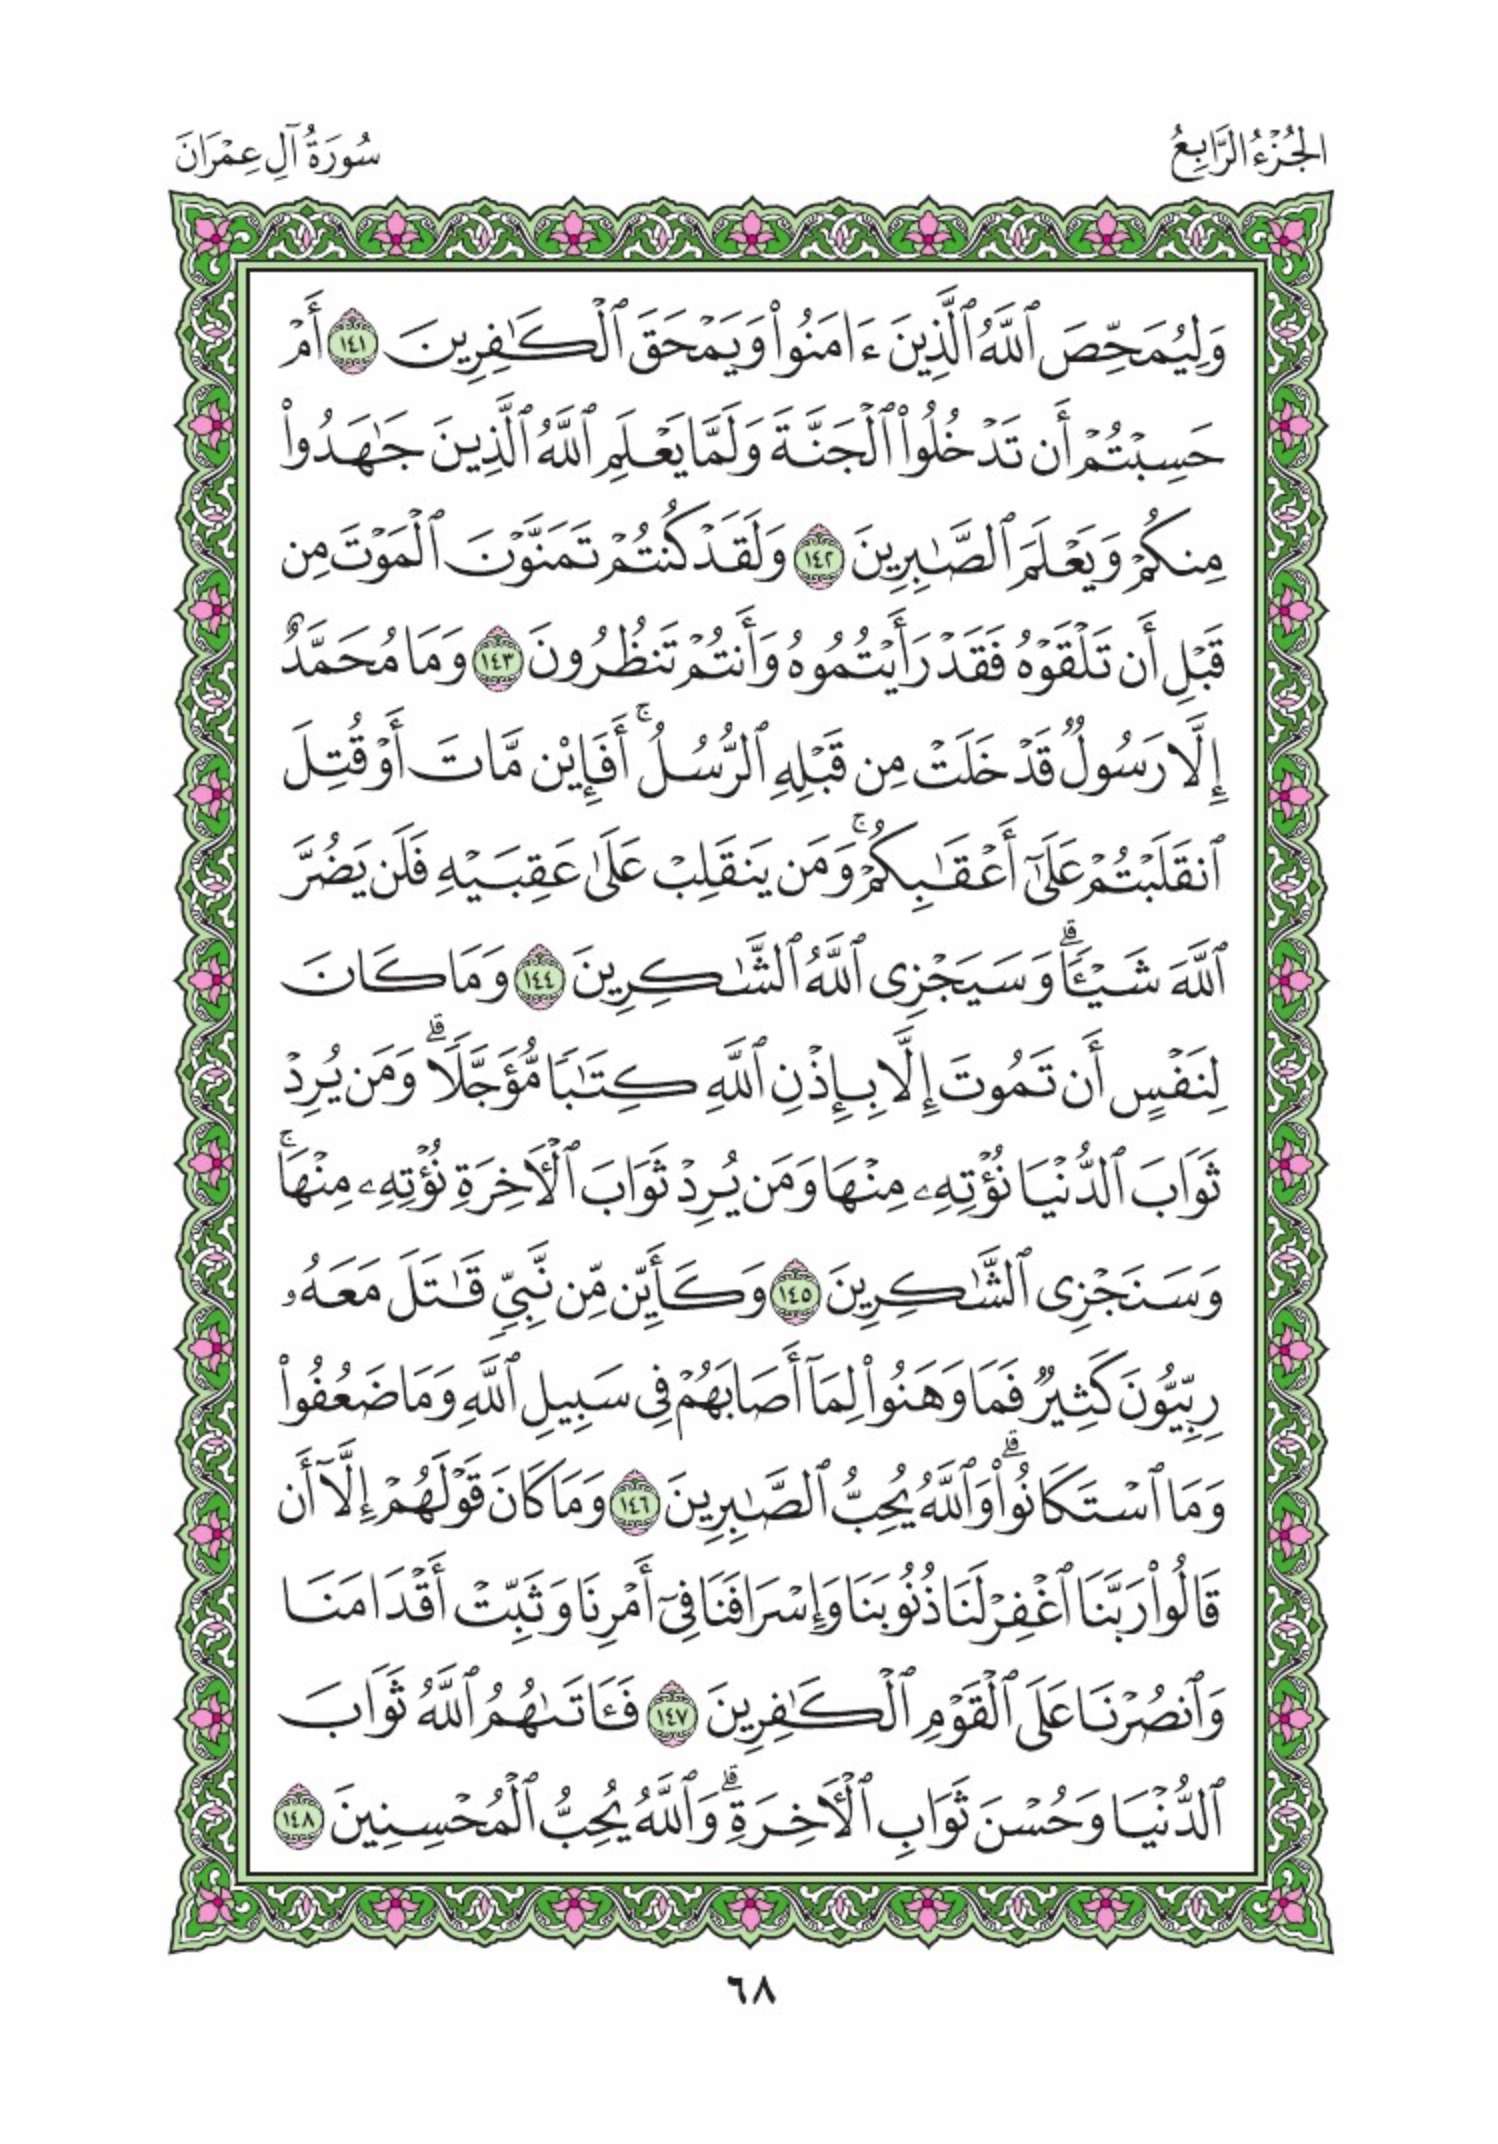 الجُزْءُ الرَّابِعُ
سُورَةُ آلِ عِمْرَانَ
وَلِيُمَحِّصَ ٱللَّهُ ٱلَّذِينَ ءَامَنُوا۟ وَيَمْحَقَ ٱلْكَـٰفِرِينَ ١٤١ أَمْ
حَسِبْتُمْ أَن تَدْخُلُوا۟ ٱلْجَنَّةَ وَلَمَّا يَعْلَمِ ٱللَّهُ ٱلَّذِينَ جَـٰهَدُوا۟
مِنكُمْ وَيَعْلَمَ ٱلصَّـٰبِرِينَ ١٤٢ وَلَقَدْ كُنتُمْ تَمَنَّوْنَ ٱلْمَوْتَ مِن
قَبْلِ أَن تَلْقَوْهُ فَقَدْ رَأَيْتُمُوهُ وَأَنتُمْ تَنظُرُونَ ١٤٣ وَمَا مُحَمَّدٌ
إِلَّا رَسُولٌ قَدْ خَلَتْ مِن قَبْلِهِ ٱلرُّسُلُ ۚ أَفَإِي۟ن مَّاتَ أَوْ قُتِلَ
ٱنقَلَبْتُمْ عَلَىٰٓ أَعْقَـٰبِكُمْ ۚ وَمَن يَنقَلِبْ عَلَىٰ عَقِبَيْهِ فَلَن يَضُرَّ
ٱللَّهَ شَيْـًٔا ۗ وَسَيَجْزِى ٱللَّهُ ٱلشَّـٰكِرِينَ ١٤٤ وَمَا كَانَ
لِنَفْسٍ أَن تَمُوتَ إِلَّا بِإِذْنِ ٱللَّهِ كِتَـٰبًا مُّؤَجَّلًا ۗ وَمَن يُرِدْ
ثَوَابَ ٱلدُّنْيَا نُؤْتِهِۦ مِنْهَا وَمَن يُرِدْ ثَوَابَ ٱلْـَٔاخِرَةِ نُؤْتِهِۦ مِنْهَا ۚ
وَسَنَجْزِى ٱلشَّـٰكِرِينَ ١٤٥ وَكَأَيِّن مِّن نَّبِىٍّ قَـٰتَلَ مَعَهُۥ
رِبِّيُّونَ كَثِيرٌ فَمَا وَهَنُوا۟ لِمَآ أَصَابَهُمْ فِى سَبِيلِ ٱللَّهِ وَمَا ضَعُفُوا۟
وَمَا ٱسْتَكَانُوا۟ ۗ وَٱللَّهُ يُحِبُّ ٱلصَّـٰبِرِينَ ١٤٦ وَمَا كَانَ قَوْلَهُمْ إِلَّآ أَن
قَالُوا۟ رَبَّنَا ٱغْفِرْ لَنَا ذُنُوبَنَا وَإِسْرَافَنَا فِىٓ أَمْرِنَا وَثَبِّتْ أَقْدَامَنَا
وَٱنصُرْنَا عَلَى ٱلْقَوْمِ ٱلْكَـٰفِرِينَ ١٤٧ فَـَٔاتَىٰهُمُ ٱللَّهُ ثَوَابَ
ٱلدُّنْيَا وَحُسْنَ ثَوَابِ ٱلْـَٔاخِرَةِ ۗ وَٱللَّهُ يُحِبُّ ٱلْمُحْسِنِينَ ١٤٨
٦٨